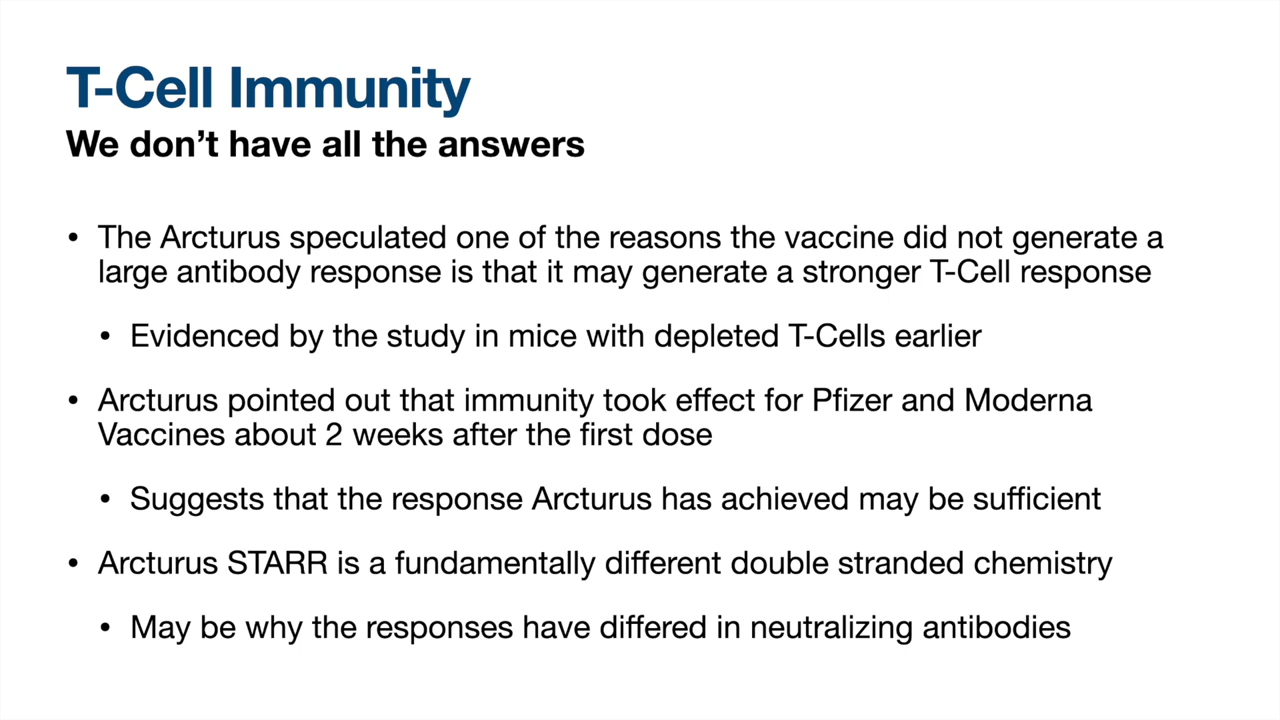 T-Cell Immunity
We don’t have all the answers
• The Arcturus speculated one of the reasons the vaccine did not generate a
large antibody response is that it may generate a stronger T-Cell response
• Evidenced by the study in mice with depleted T-Cells earlier
• Arcturus pointed out that immunity took effect for Pfizer and Moderna
Vaccines about 2 weeks after the first dose
• Suggests that the response Arcturus has achieved may be sufficient
• Arcturus STARR is a fundamentally different double stranded chemistry
• May be why the responses have differed in neutralizing antibodies